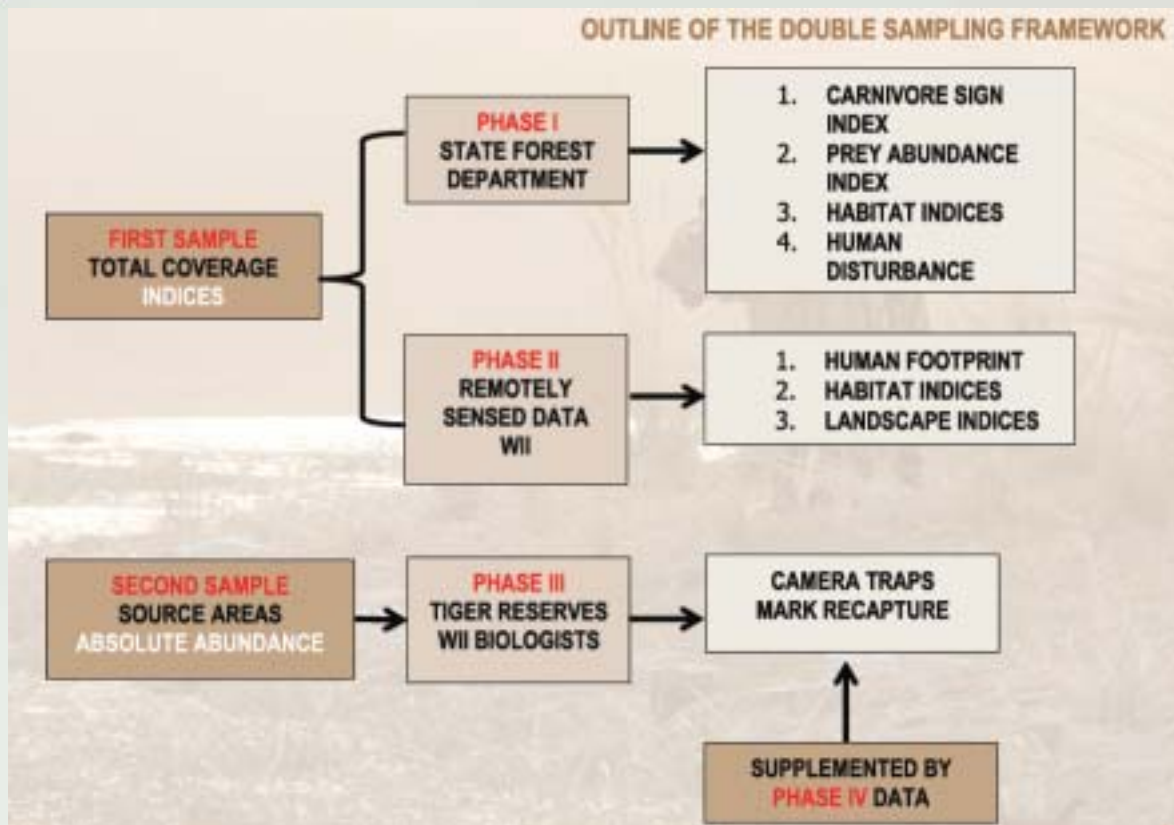 OUTLINE OF THE DOUBLE SAMPLING FRAMEWORK
FIRST SAMPLE
TOTAL COVERAGE
INDICES
PHASE I
STATE FOREST
DEPARTMENT
1. CARNIVORE SIGN
INDEX
2. PREY ABUNDANCE
INDEX
3. HABITAT INDICES
4. HUMAN
DISTURBANCE
PHASE II
REMOTELY
SENSED DATA
WII
1. HUMAN FOOTPRINT
2. HABITAT INDICES
3. LANDSCAPE INDICES
SECOND SAMPLE
SOURCE AREAS
ABSOLUTE ABUNDANCE
PHASE III
TIGER RESERVES
WII BIOLOGISTS
CAMERA TRAPS
MARK RECAPTURE
SUPPLEMENTED BY
PHASE IV DATA